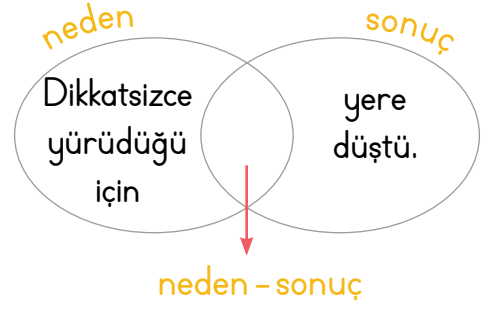 neden
sonuç
Dikkatsizce
yürüdüğü
için
yere
düştü.
neden – sonuç